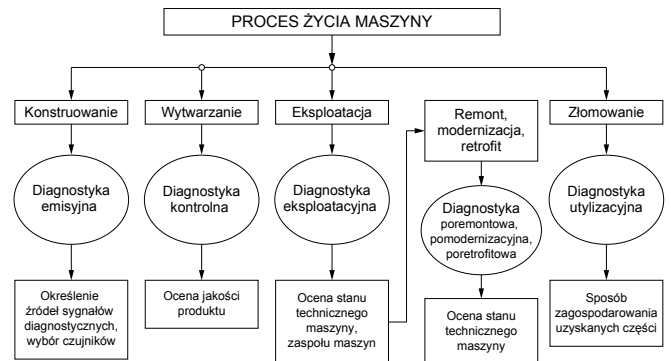 PROCES ŻYCIA MASZYNY
Konstruowanie
Wytwarzanie
Eksploatacja
Remont,
modernizacja,
retrofit
Złomowanie
Diagnostyka
emisyjna
Diagnostyka
kontrolna
Diagnostyka
eksploatacyjna
Diagnostyka
poremontowa,
pomodernizacyjna,
poretrofitowa
Diagnostyka
utylizacyjna
Określenie
źródeł sygnałów
diagnostycznych,
wybór czujników
Ocena jakości
produktu
Ocena stanu
technicznego
maszyny,
zaspołu maszyn
Ocena stanu
technicznego
maszyny
Sposób
zagospodarowania
uzyskanych części